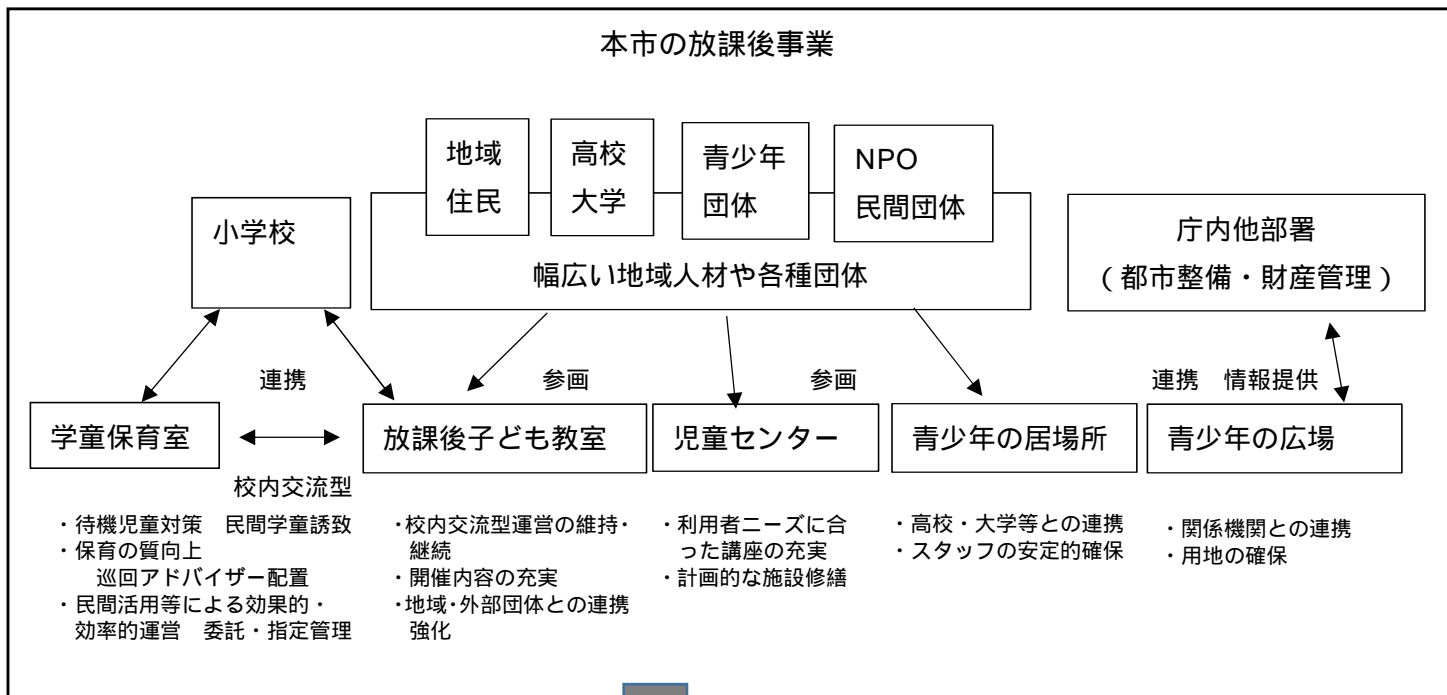 本市の放課後事業
地域
住民
高校
大学
青少年
団体
NPO
民間団体
小学校
幅広い地域人材や各種団体
庁内他部署
（都市整備・財産管理）
連携
参画
参画
連携　情報提供
学童保育室
放課後子ども教室
児童センター
青少年の居場所
青少年の広場
校内交流型
・待機児童対策　民間学童誘致
・保育の質向上
巡回アドバイザー配置
・民間活用等による効果的・
効率的運営　委託・指定管理
・校内交流型運営の維持・
継続
・開催内容の充実
・地域・外部団体との連携
強化
・利用者ニーズに合
った講座の充実
・計画的な施設修繕
・高校・大学等との連携
・スタッフの安定的確保
・関係機関との連携
・用地の確保